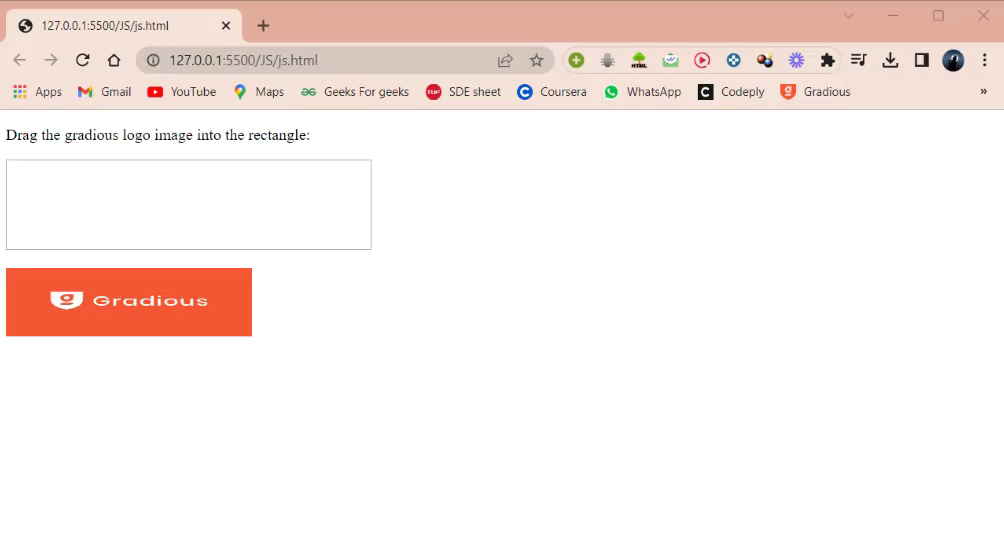 127.0.0.1:5500/JS/js.html
127.0.0.1:5500/JS/js.html
HTML
Apps Gmail YouTube Maps Geeks For geeks TUF SDE sheet Coursera WhatsApp Codeply Gradious »
Drag the gradious logo image into the rectangle:
g Gradious